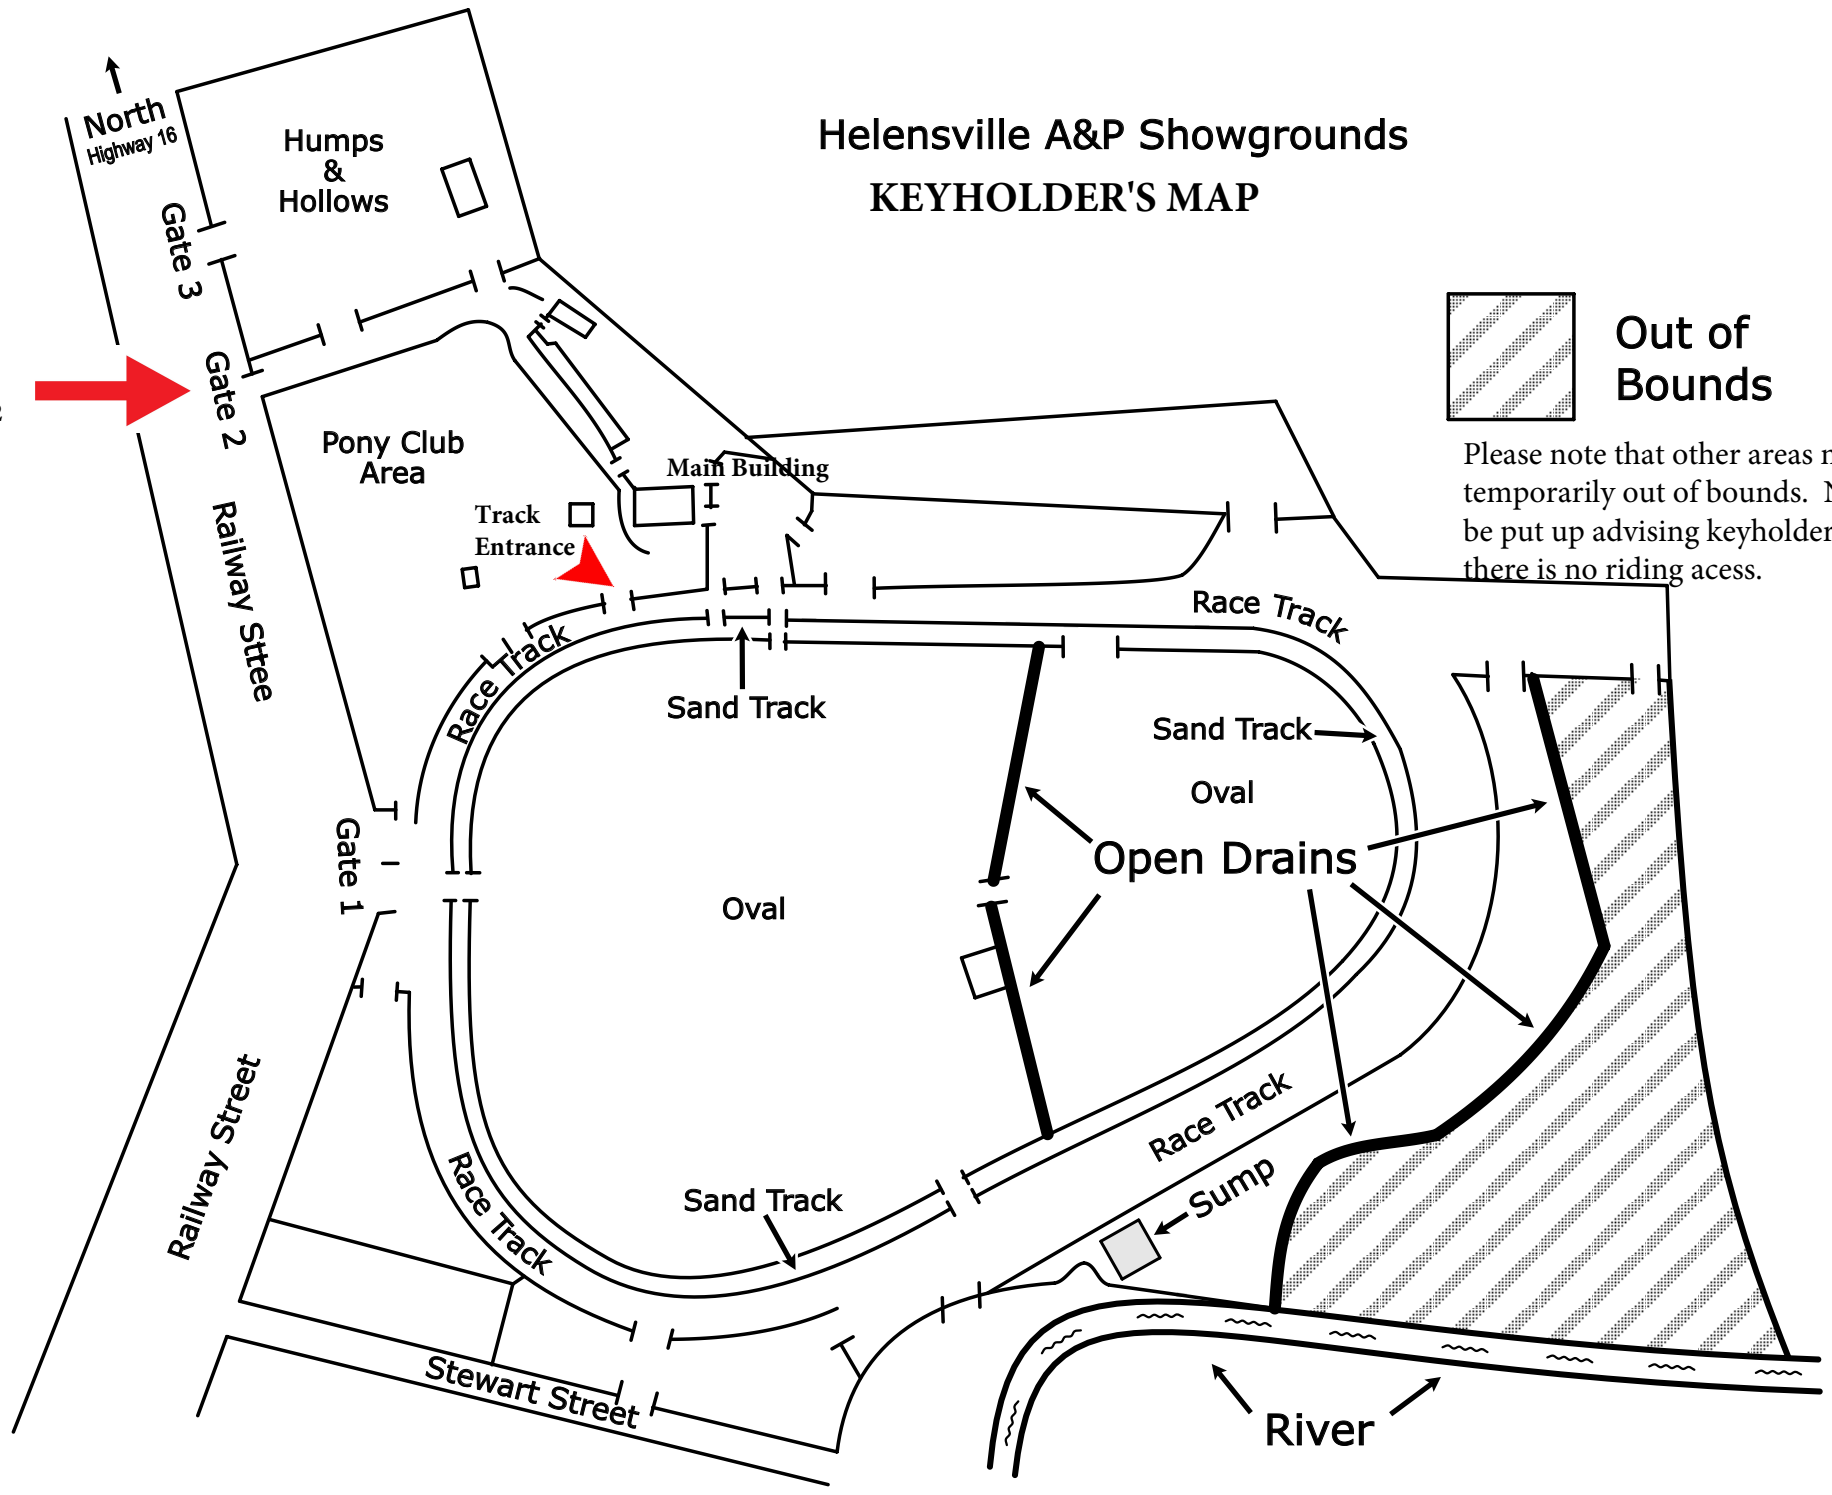 North
Highway 16
Humps
&
Hollows
Helensville A&P Showgrounds
KEYHOLDER'S MAP
Gate 3
Out of
Bounds
Gate 2
Pony Club
Area
Main Building
Please note that other areas
temporarily out of bounds.
be put up advising keyholder
there is no riding acess.
Track
Entrance
Railway Sttee
Race Track
Race Track
Sand Track
Sand Track
Oval
Gate 1
Open Drains
Oval
Railway Street
Race Track
Race Track
Sand Track
Sump
Stewart Street
River